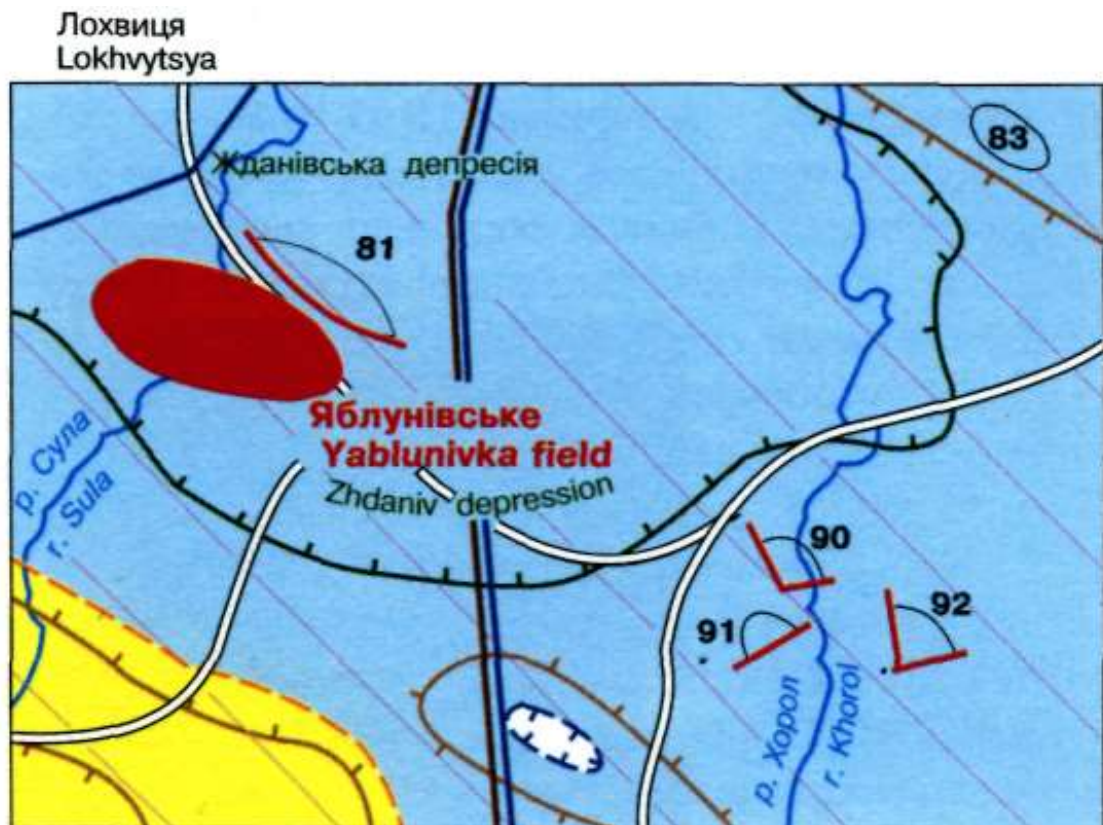 Лохвиця
Lokhvytsya
83
Жданівська депресія
81
Яблунівське
Yablunivka field
Zhdaniv depression
р. Сула
r. Sula
90
91
92
р. Хорол
r. Khorol